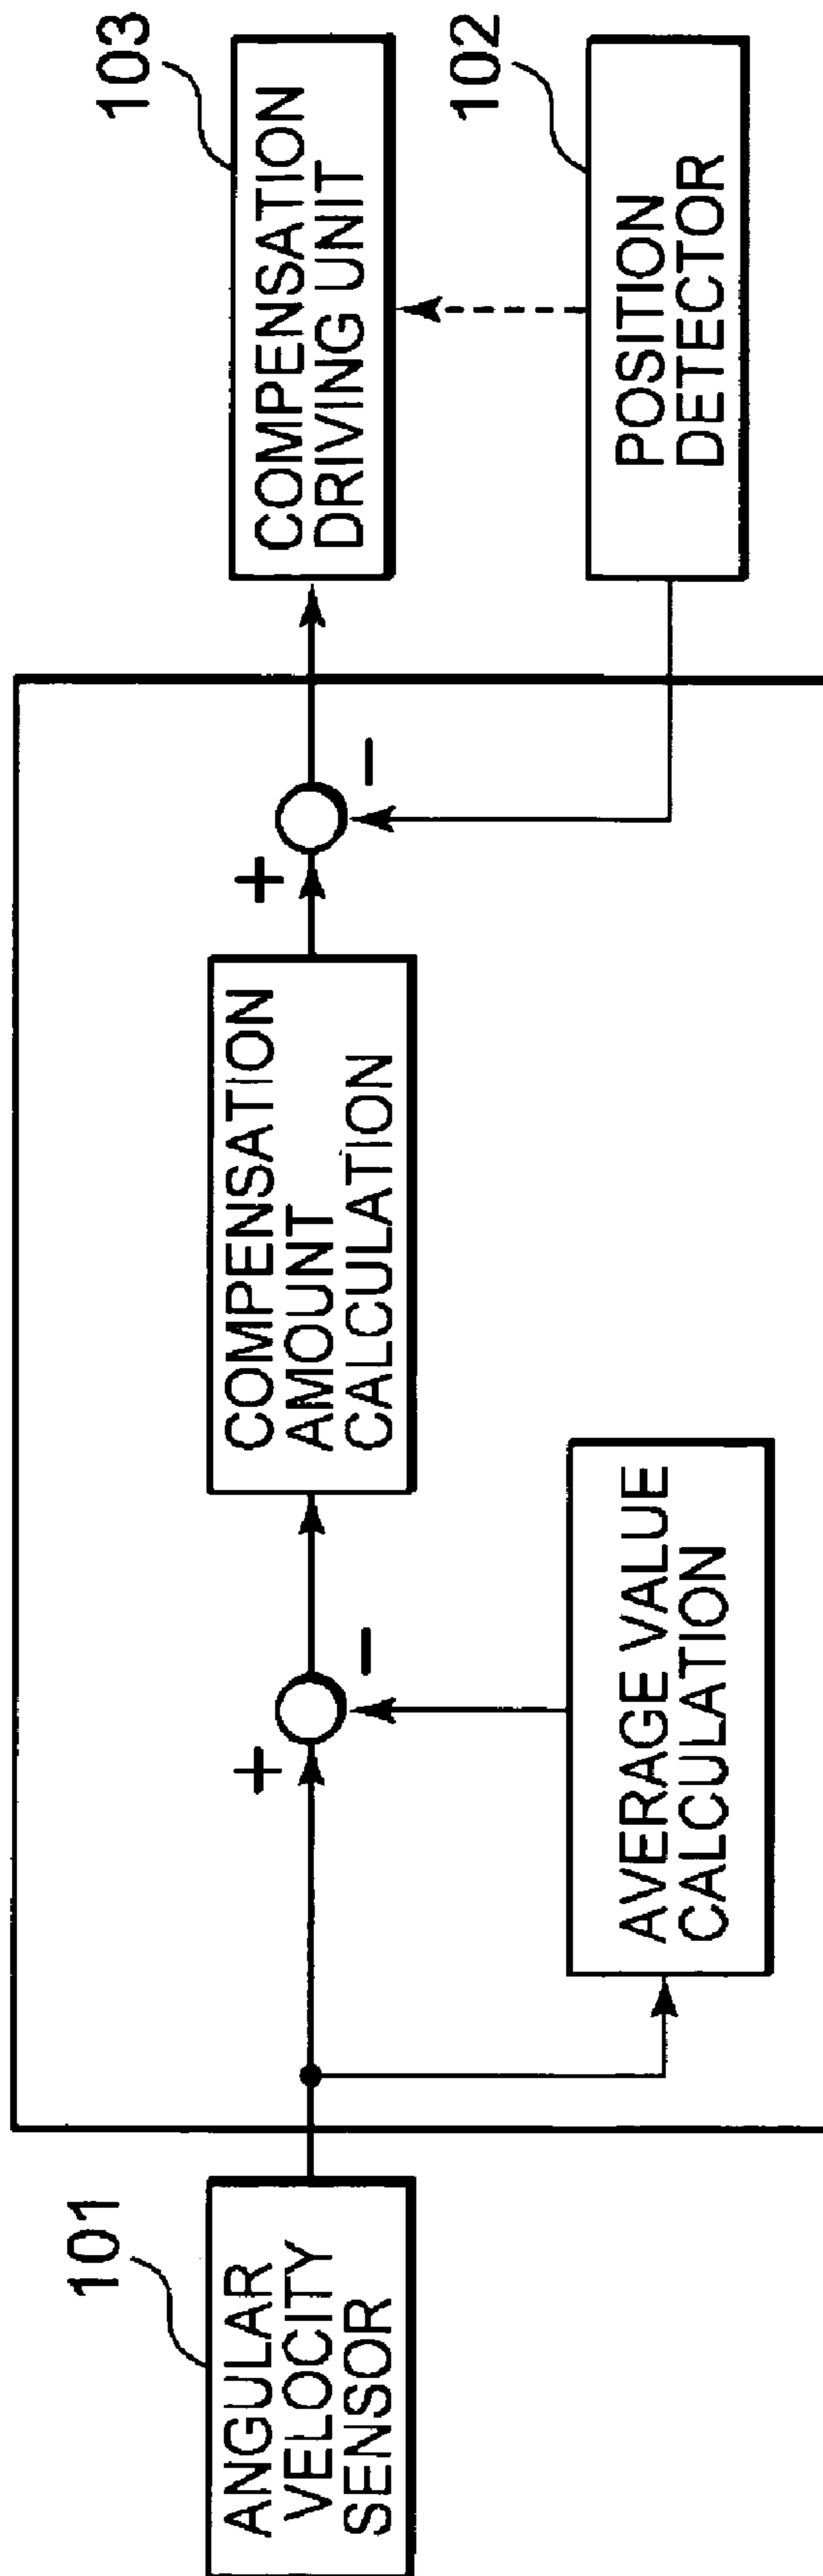 101
ANGULAR
VELOCITY
SENSOR
+
−
AVERAGE VALUE
CALCULATION
COMPENSATION
AMOUNT
CALCULATION
+
−
103
COMPENSATION
DRIVING UNIT
102
POSITION
DETECTOR